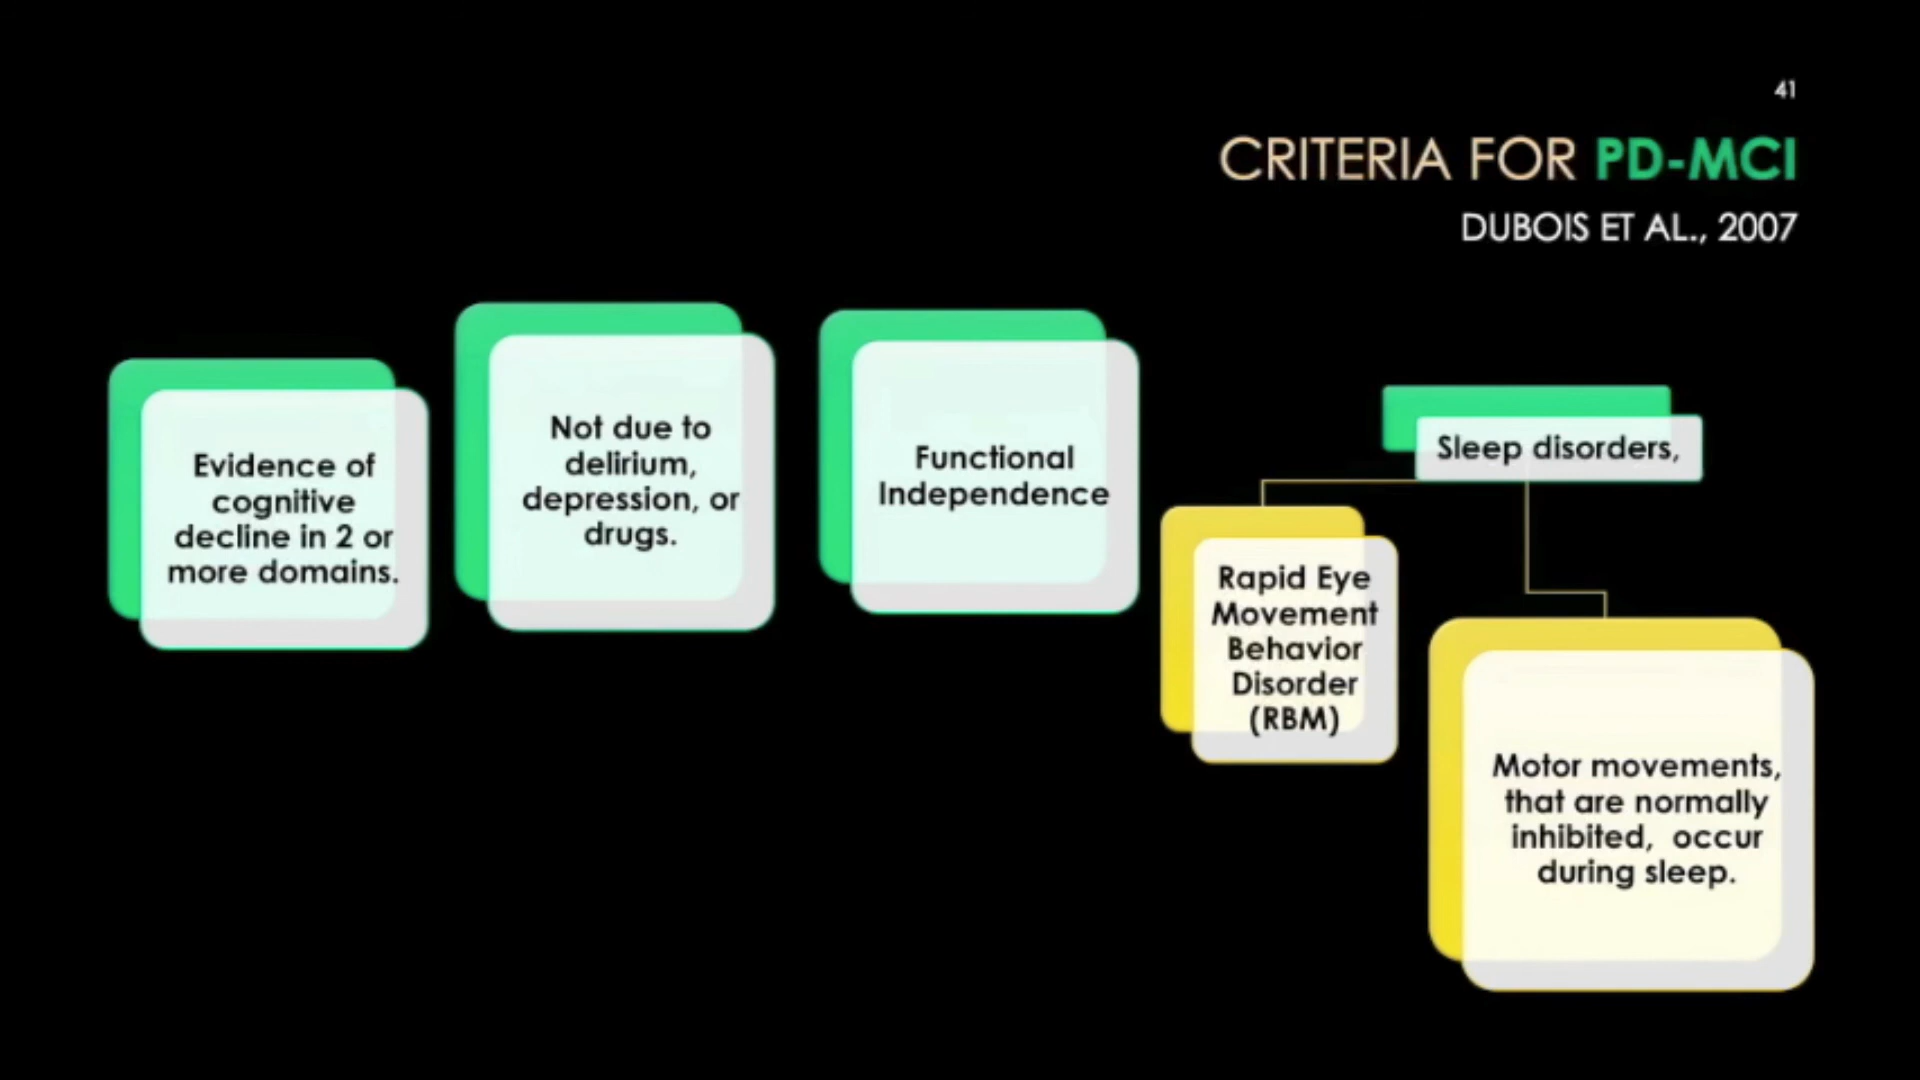 41
CRITERIA FOR PD-MCI
DUBOIS ET AL., 2007
Evidence of
cognitive
decline in 2 or
more domains.
Not due to
delirium,
depression, or
drugs.
Functional
Independence
Sleep disorders,
Rapid Eye
Movement
Behavior
Disorder
(RBM)
Motor movements,
that are normally
inhibited,  occur
during sleep.